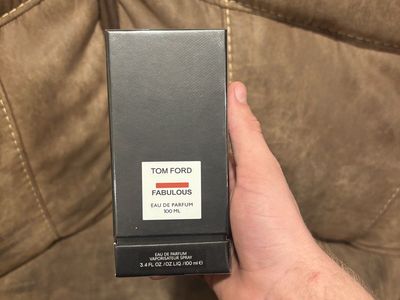 TOM FORD
FABULOUS
EAU DE PARFUM
100 ML
EAU DE PARFUM
VAPORISATEUR SPRAY
3.4 FL. OZ./OZ.LIQ. /100 ml ℮